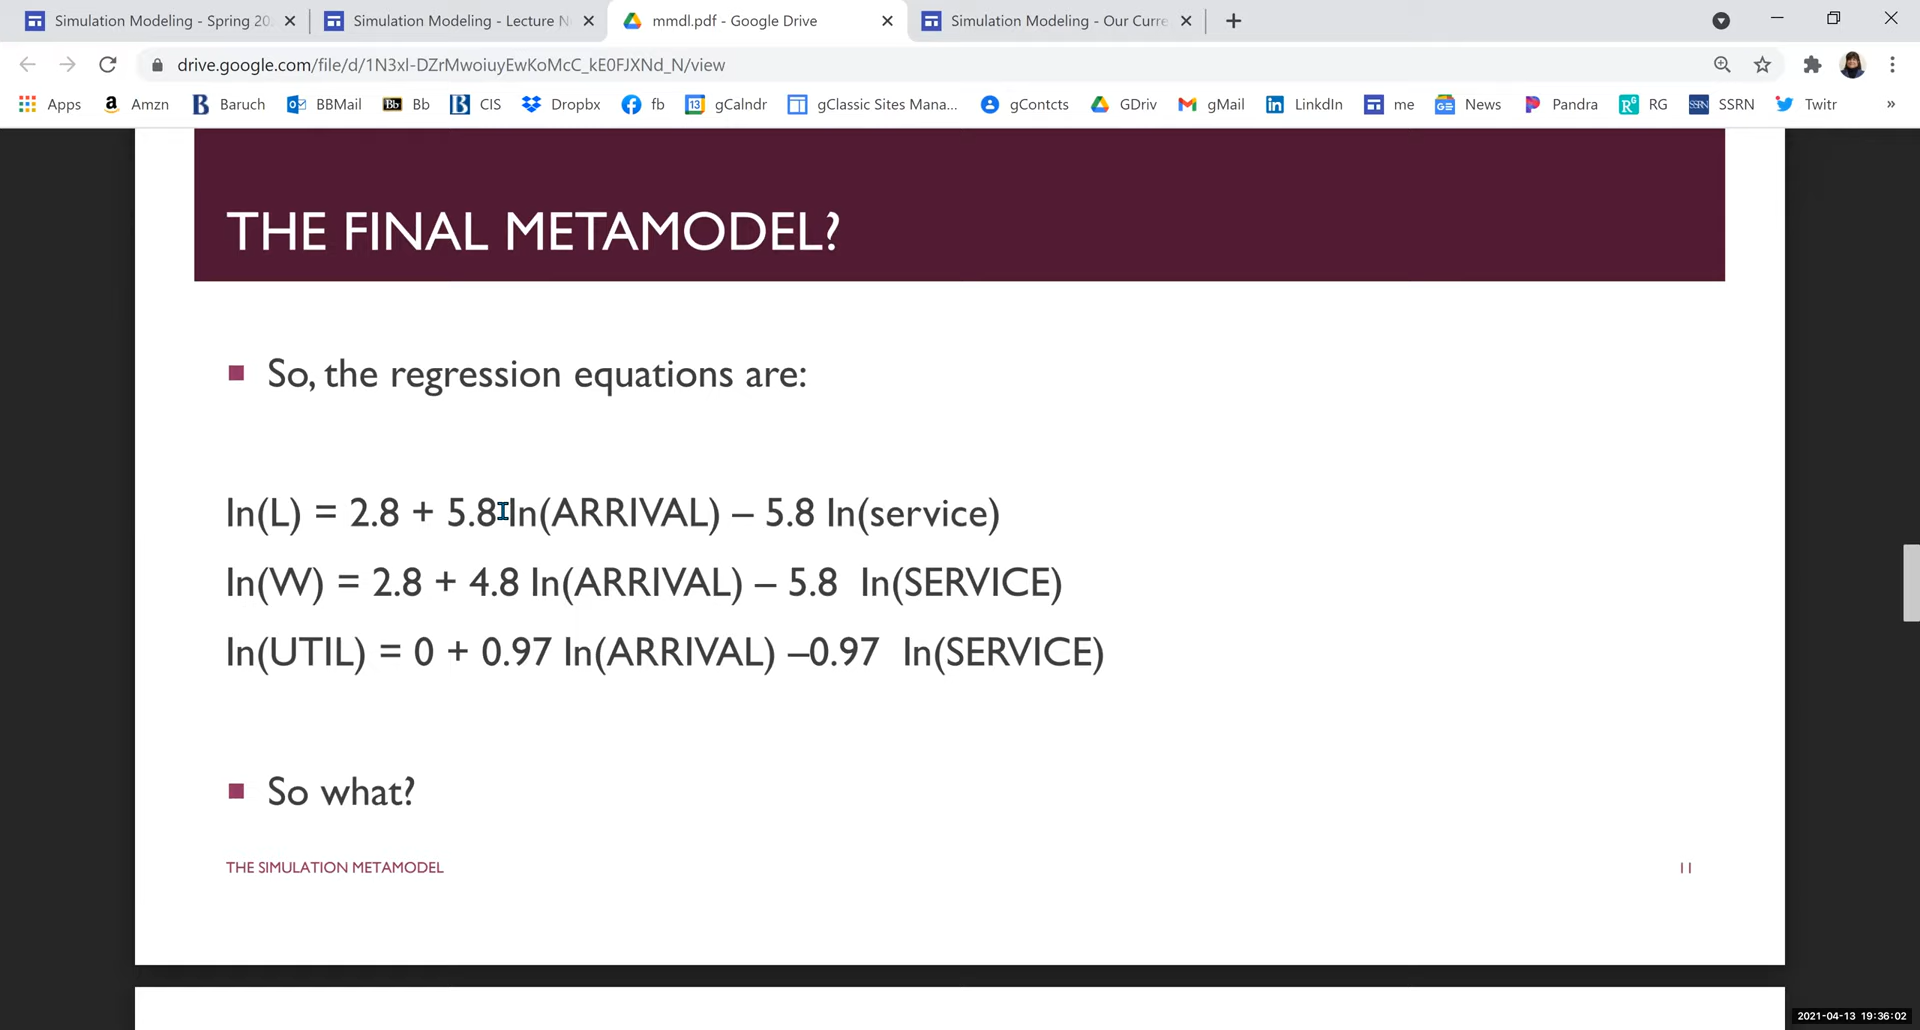 Simulation Modeling - Spring 20
Simulation Modeling - Lecture N
mmdl.pdf - Google Drive
Simulation Modeling - Our Curre
drive.google.com/file/d/1N3xl-DZrMwoiuyEwKoMcC_kE0FJXNd_N/view
Apps Amzn Baruch BBMail Bb Bb CIS Dropbx fb 13 gCalndr gClassic Sites Mana... gContcts GDriv gMail LinkdIn me News Pandra RG RG SSRN SSRN Twitr »
THE FINAL METAMODEL?
So, the regression equations are:
ln(L) = 2.8 + 5.8 ln(ARRIVAL) – 5.8 ln(service)
ln(W) = 2.8 + 4.8 ln(ARRIVAL) – 5.8 ln(SERVICE)
ln(UTIL) = 0 + 0.97 ln(ARRIVAL) –0.97 ln(SERVICE)
So what?
THE SIMULATION METAMODEL
11
2021-04-13 19:36:02